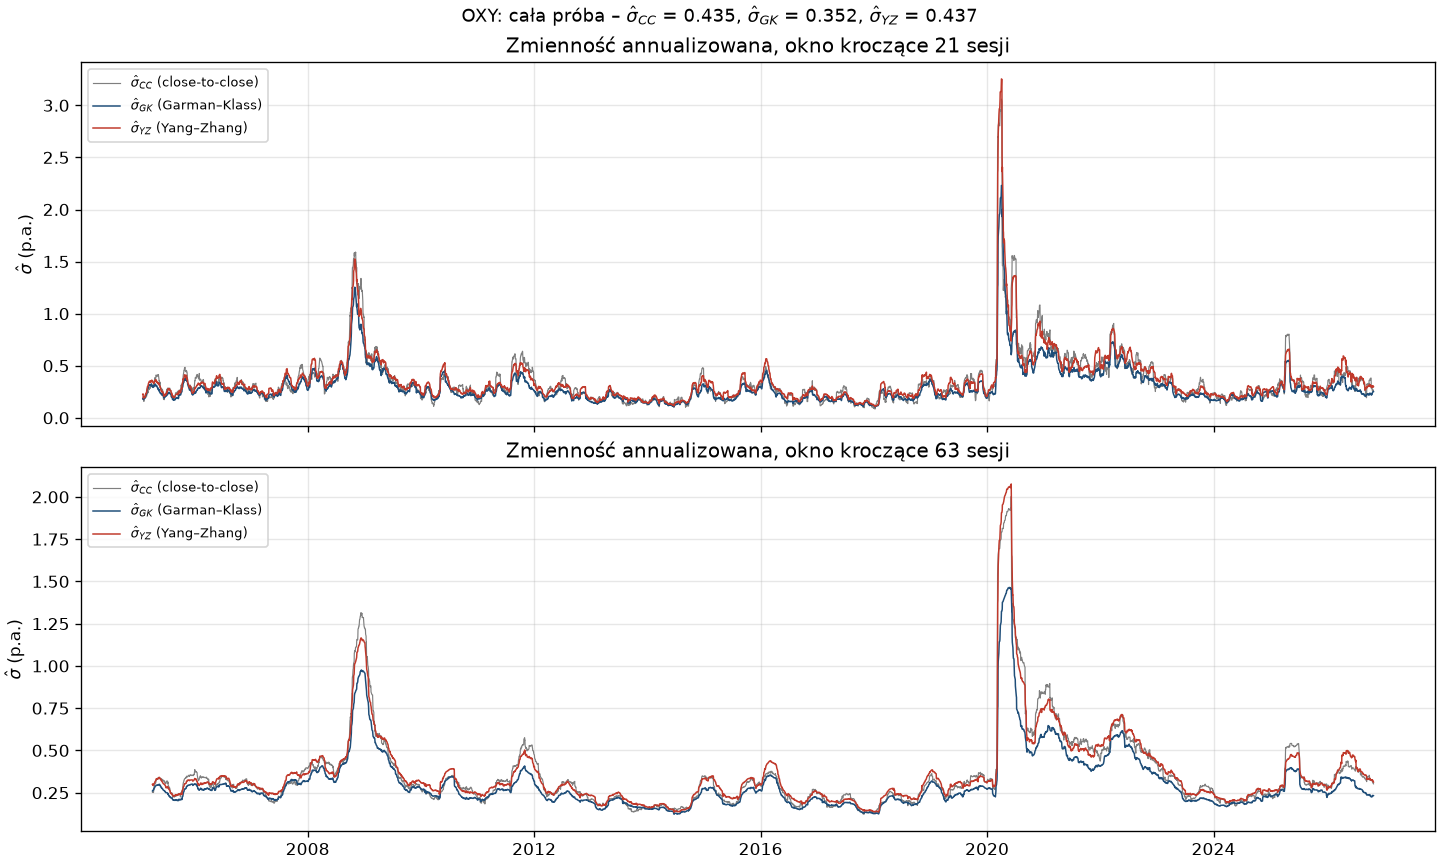 OXY: cała próba – σ̂CC = 0.435, σ̂GK = 0.352, σ̂YZ = 0.437
Zmienność annualizowana, okno kroczące 21 sesji
σ̂CC (close-to-close)
σ̂GK (Garman–Klass)
σ̂YZ (Yang–Zhang)
σ̂ (p.a.)
3.0
2.5
2.0
1.5
1.0
0.5
0.0
Zmienność annualizowana, okno kroczące 63 sesji
σ̂CC (close-to-close)
σ̂GK (Garman–Klass)
σ̂YZ (Yang–Zhang)
σ̂ (p.a.)
2.00
1.75
1.50
1.25
1.00
0.75
0.50
0.25
2008 2012 2016 2020 2024